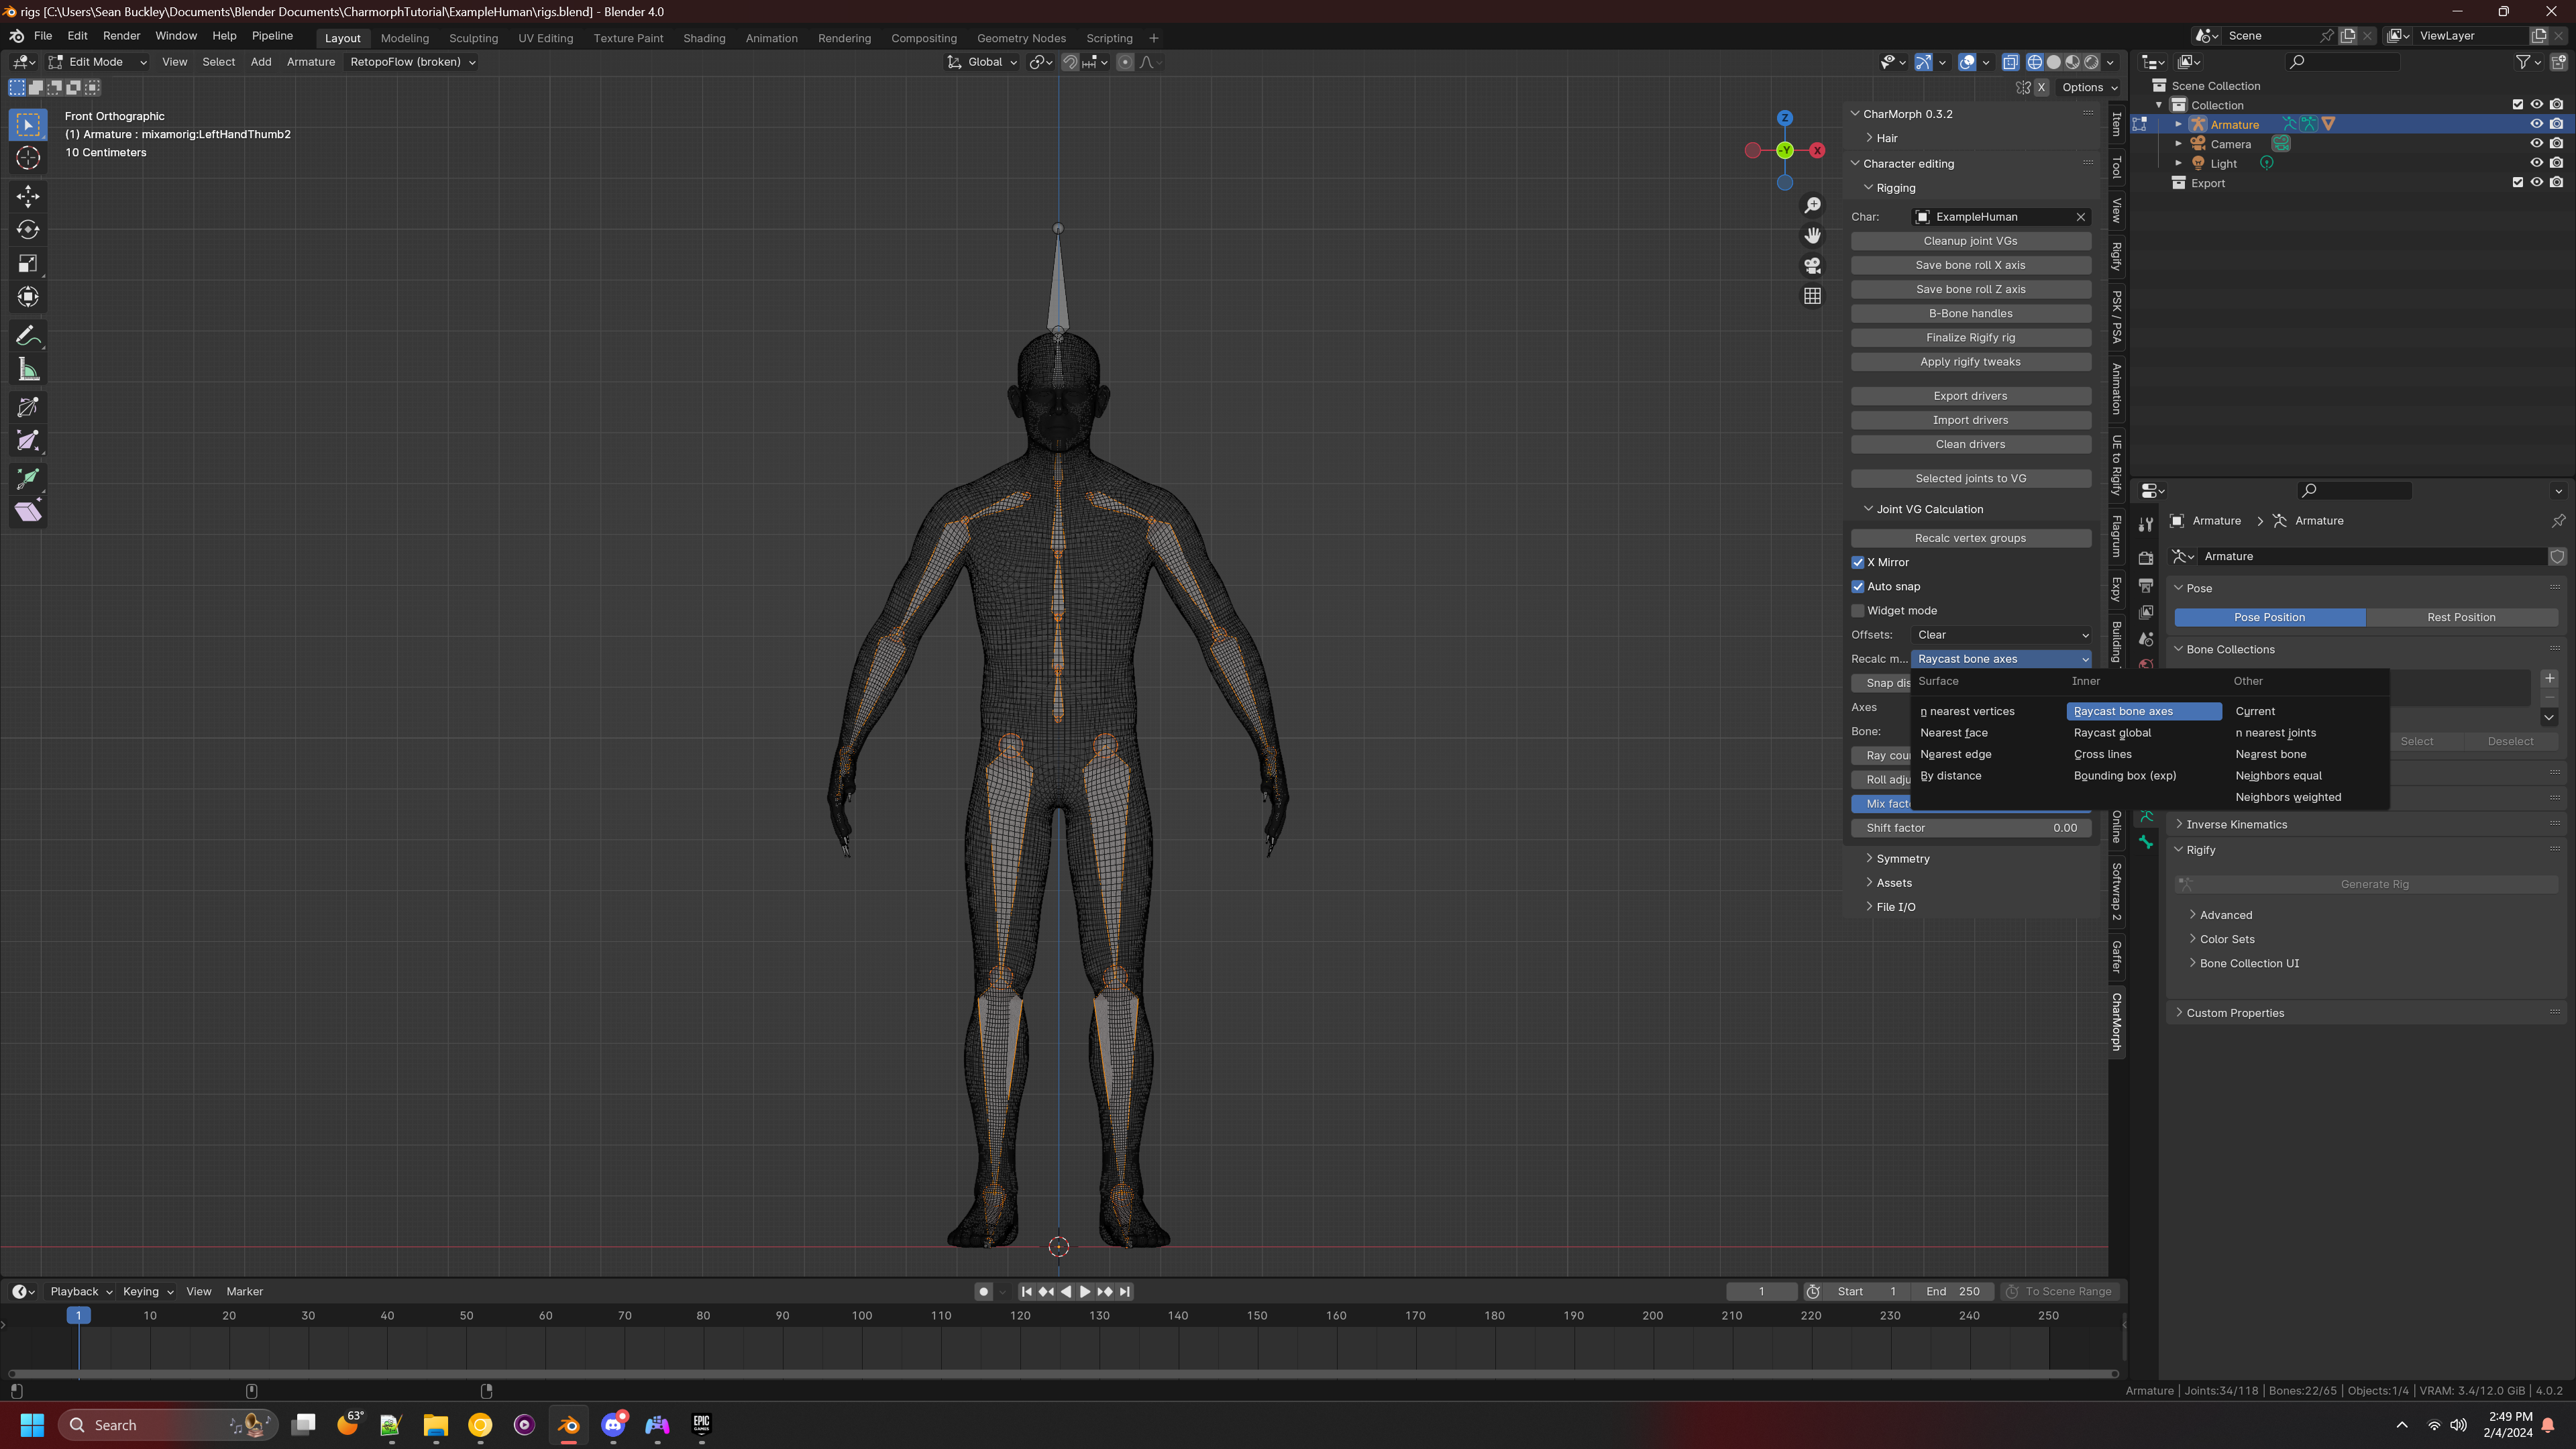 rigs [C:\Users\Sean Buckley\Documents\Blender Documents\CharmorphTutorial\ExampleHuman\rigs.blend] - Blender 4.0
File Edit Render Window Help Pipeline
Layout Modeling Sculpting UV Editing Texture Paint Shading Animation Rendering Compositing Geometry Nodes Scripting +
Scene
ViewLayer
Edit Mode View Select Add Armature RetopoFlow (broken)
Global
X Options
Front Orthographic
(1) Armature : mixamorig:LeftHandThumb2
10 Centimeters
Z
-Y
X
CharMorph 0.3.2
Hair
Character editing
Rigging
Char: ExampleHuman
Cleanup joint VGs
Save bone roll X axis
Save bone roll Z axis
B-Bone handles
Finalize Rigify rig
Apply rigify tweaks
Export drivers
Import drivers
Clean drivers
Selected joints to VG
Joint VG Calculation
Recalc vertex groups
X Mirror
Auto snap
Widget mode
Offsets: Clear
Recalc m... Raycast bone axes
Snap dis
Axes
Bone:
Ray cou
Roll adju
Mix fact
Shift factor 0.00
Symmetry
Assets
File I/O
Surface Inner Other
n nearest vertices Raycast bone axes Current
Nearest face Raycast global n nearest joints
Nearest edge Cross lines Nearest bone
By distance Bounding box (exp) Neighbors equal
Neighbors weighted
Item
Tool
View
Rigify
PSK / PSA
Animation
UE to Rigify
Flagrum
Expy
Building
Online
Softwrap 2
Gaffer
CharMorph
Scene Collection
Collection
Armature
Camera
Light
Export
Armature > Armature
Armature
Pose
Pose Position Rest Position
Bone Collections
Select Deselect
Inverse Kinematics
Rigify
Generate Rig
Advanced
Color Sets
Bone Collection UI
Custom Properties
Playback Keying View Marker
1 Start 1 End 250 To Scene Range
1 10 20 30 40 50 60 70 80 90 100 110 120 130 140 150 160 170 180 190 200 210 220 230 240 250
Armature | Joints:34/118 | Bones:22/65 | Objects:1/4 | VRAM: 3.4/12.0 GiB | 4.0.2
Search
63°
EPIC GAMES
2:49 PM
2/4/2024